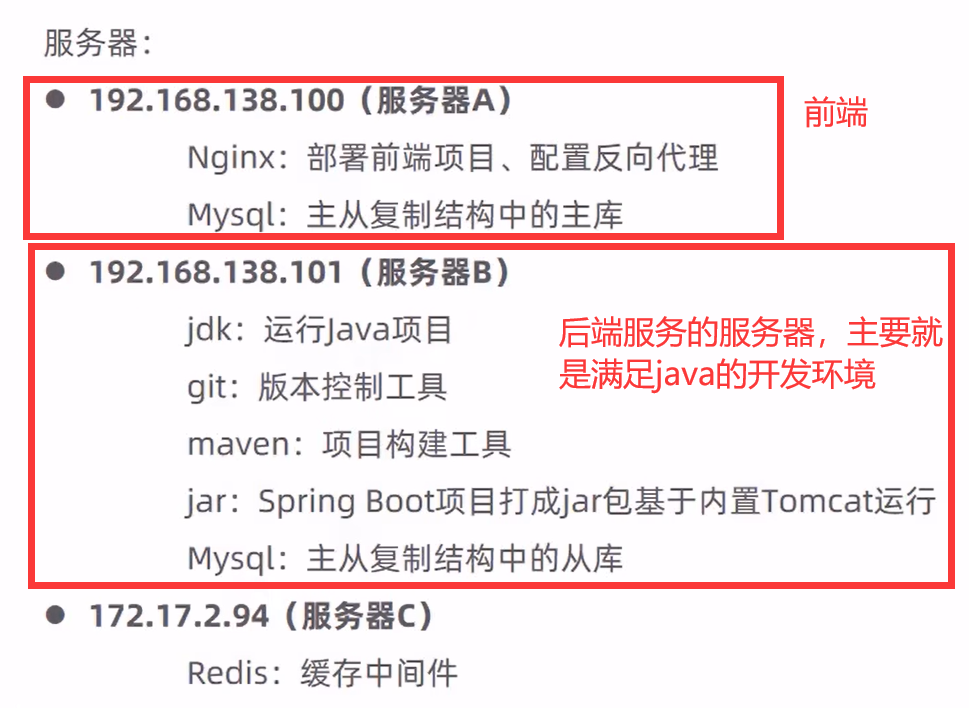 服务器：
● 192.168.138.100（服务器A）
前端
Nginx：部署前端项目、配置反向代理
Mysql：主从复制结构中的主库
● 192.168.138.101（服务器B）
jdk：运行Java项目
后端服务的服务器，主要就
是满足java的开发环境
git：版本控制工具
maven：项目构建工具
jar：Spring Boot项目打成jar包基于内置Tomcat运行
Mysql：主从复制结构中的从库
● 172.17.2.94（服务器C）
Redis：缓存中间件